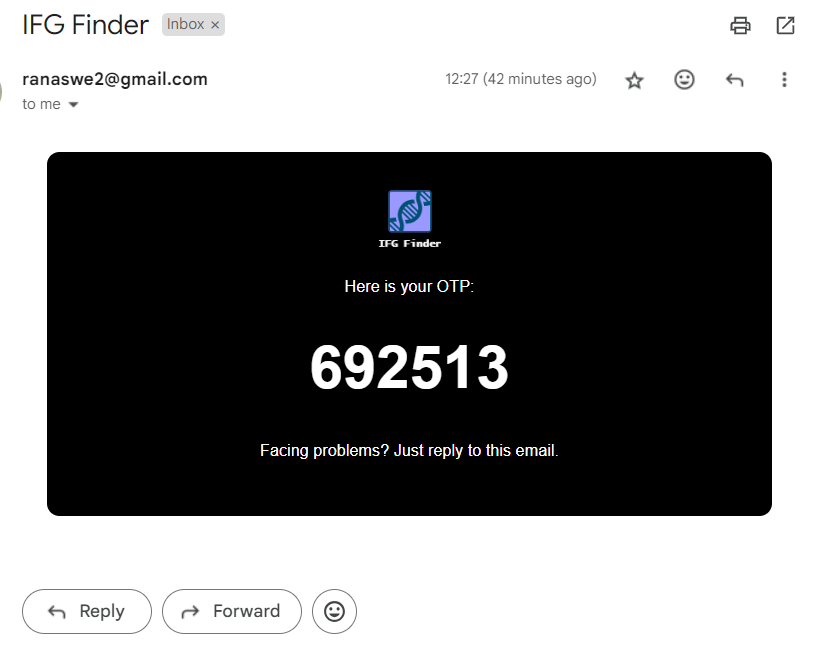 IFG Finder Inbox ×
ranaswe2@gmail.com 12:27 (42 minutes ago)
to me
IFG Finder
Here is your OTP:
692513
Facing problems? Just reply to this email.
Reply Forward